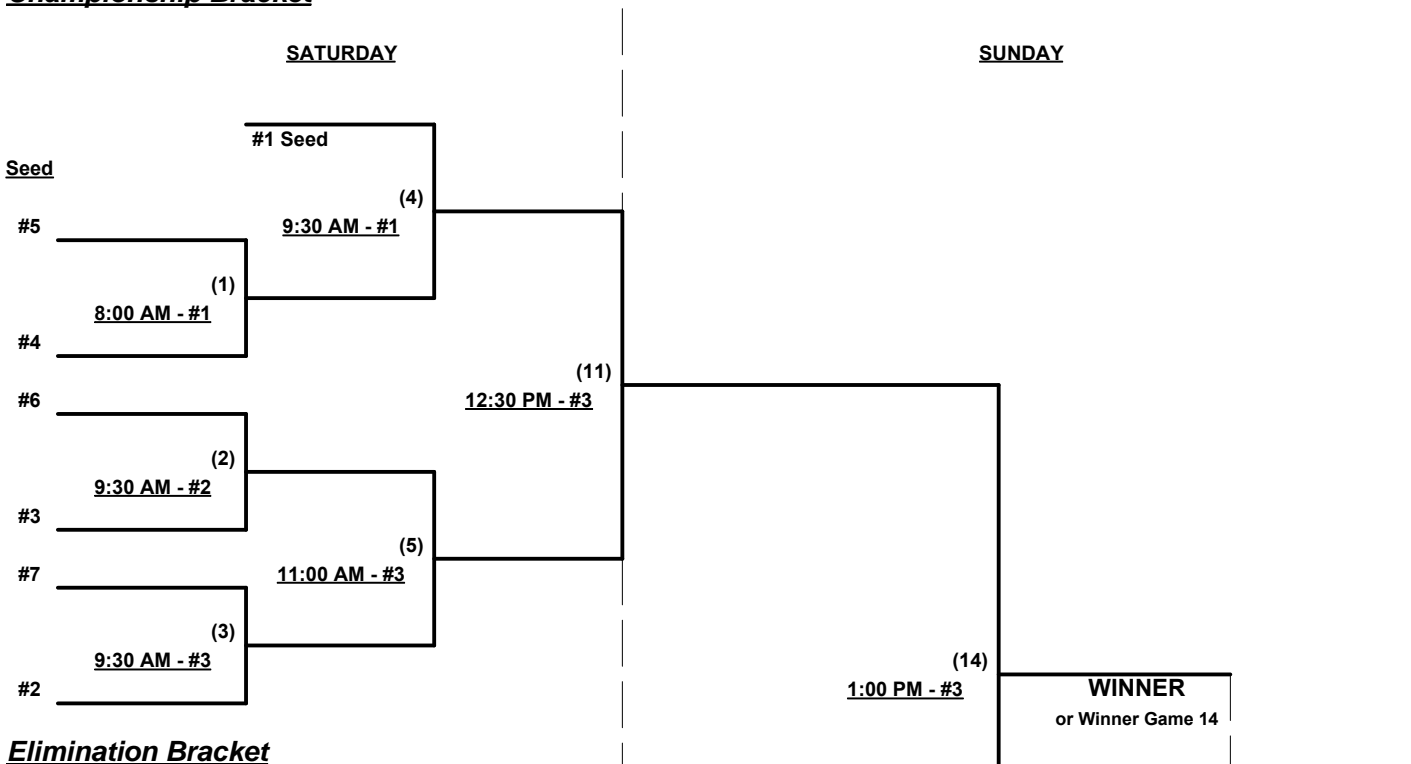 Championship Bracket
SATURDAY
SUNDAY
#1 Seed
Seed
(4)
9:30 AM - #1
#5
(1)
8:00 AM - #1
#4
(11)
12:30 PM - #3
#6
(2)
9:30 AM - #2
#3
(5)
11:00 AM - #3
#7
(3)
9:30 AM - #3
#2
(14)
1:00 PM - #3
WINNER
or Winner Game 14
Elimination Bracket